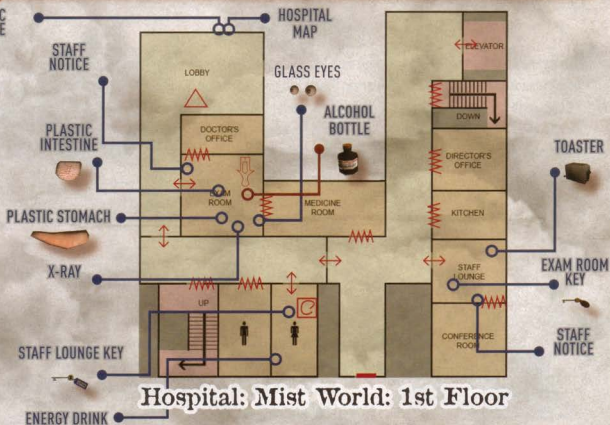 HOSPITAL
MAP
STAFF
NOTICE
GLASS EYES
ALCOHOL
BOTTLE
PLASTIC
INTESTINE
TOASTER
PLASTIC STOMACH
EXAM ROOM
KEY
X-RAY
STAFF
NOTICE
STAFF LOUNGE KEY
ENERGY DRINK
LOBBY
DOCTOR'S
OFFICE
EXAM
ROOM
MEDICINE
ROOM
UP
ELEVATOR
DOWN
DIRECTOR'S
OFFICE
KITCHEN
STAFF
LOUNGE
CONFERENCE
ROOM
Hospital: Mist World: 1st Floor